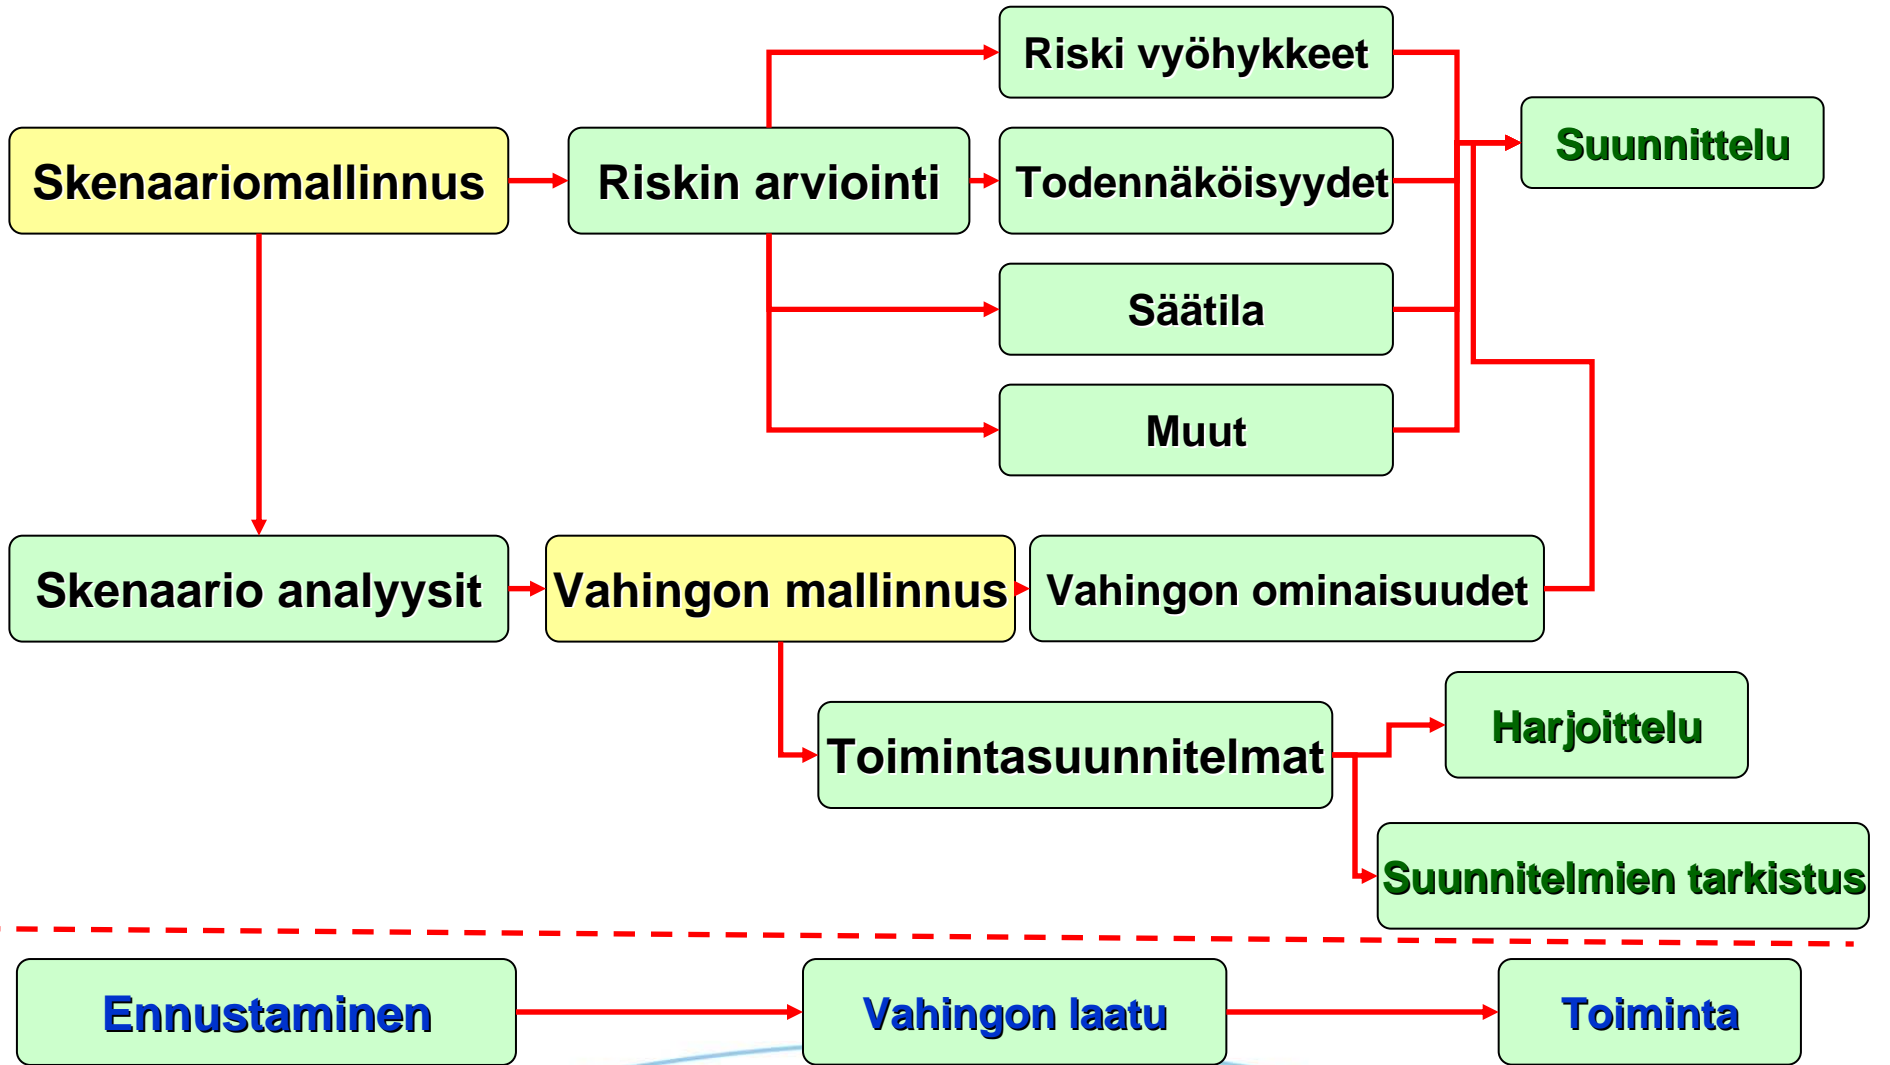 Riski vyöhykkeet
Suunnittelu
Skenaariomallinnus
Riskin arviointi
Todennäköisyydet
Säätila
Muut
Skenaario analyysit
Vahingon mallinnus
Vahingon ominaisuudet
Toimintasuunnitelmat
Harjoittelu
Suunnitelmien tarkistus
Ennustaminen
Vahingon laatu
Toiminta